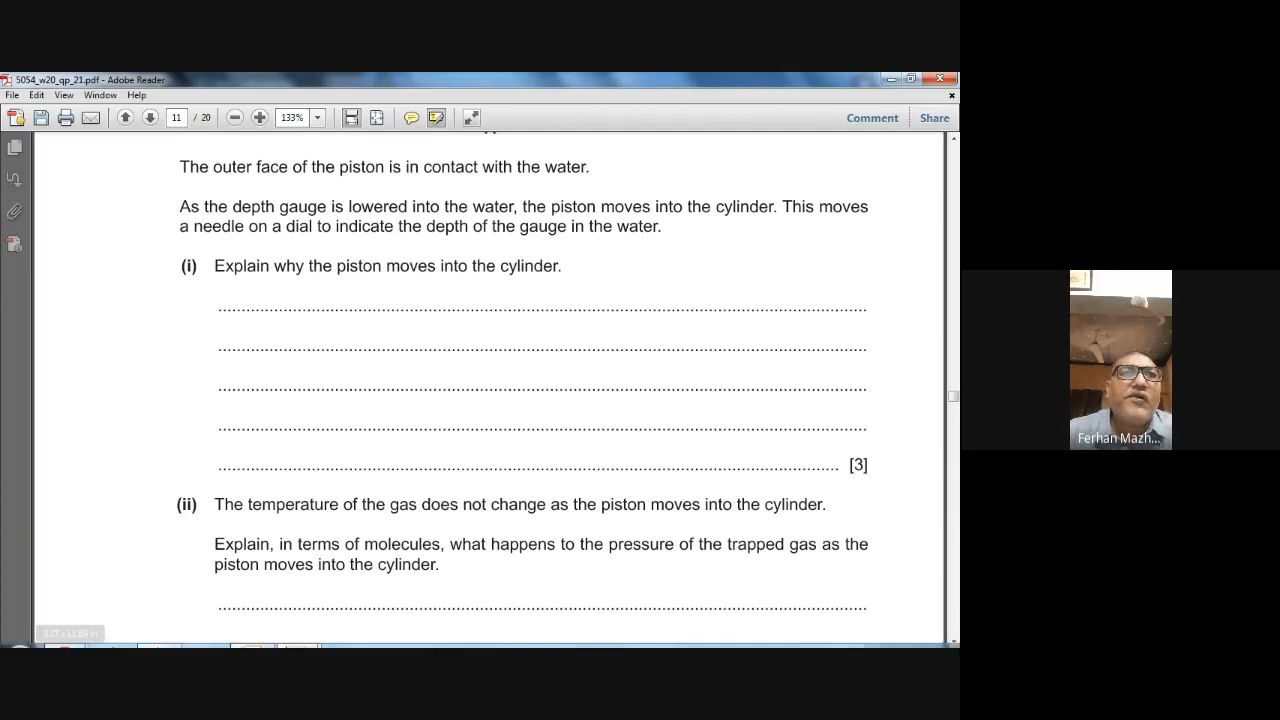 5054_w20_qp_21.pdf - Adobe Reader
File Edit View Window Help
11 / 20 133% Comment Share
The outer face of the piston is in contact with the water.
As the depth gauge is lowered into the water, the piston moves into the cylinder. This moves
a needle on a dial to indicate the depth of the gauge in the water.
(i) Explain why the piston moves into the cylinder.
................................................................................
................................................................................
................................................................................
................................................................................
................................................................................ [3]
(ii) The temperature of the gas does not change as the piston moves into the cylinder.
Explain, in terms of molecules, what happens to the pressure of the trapped gas as the
piston moves into the cylinder.
................................................................................
Ferhan Mazh...